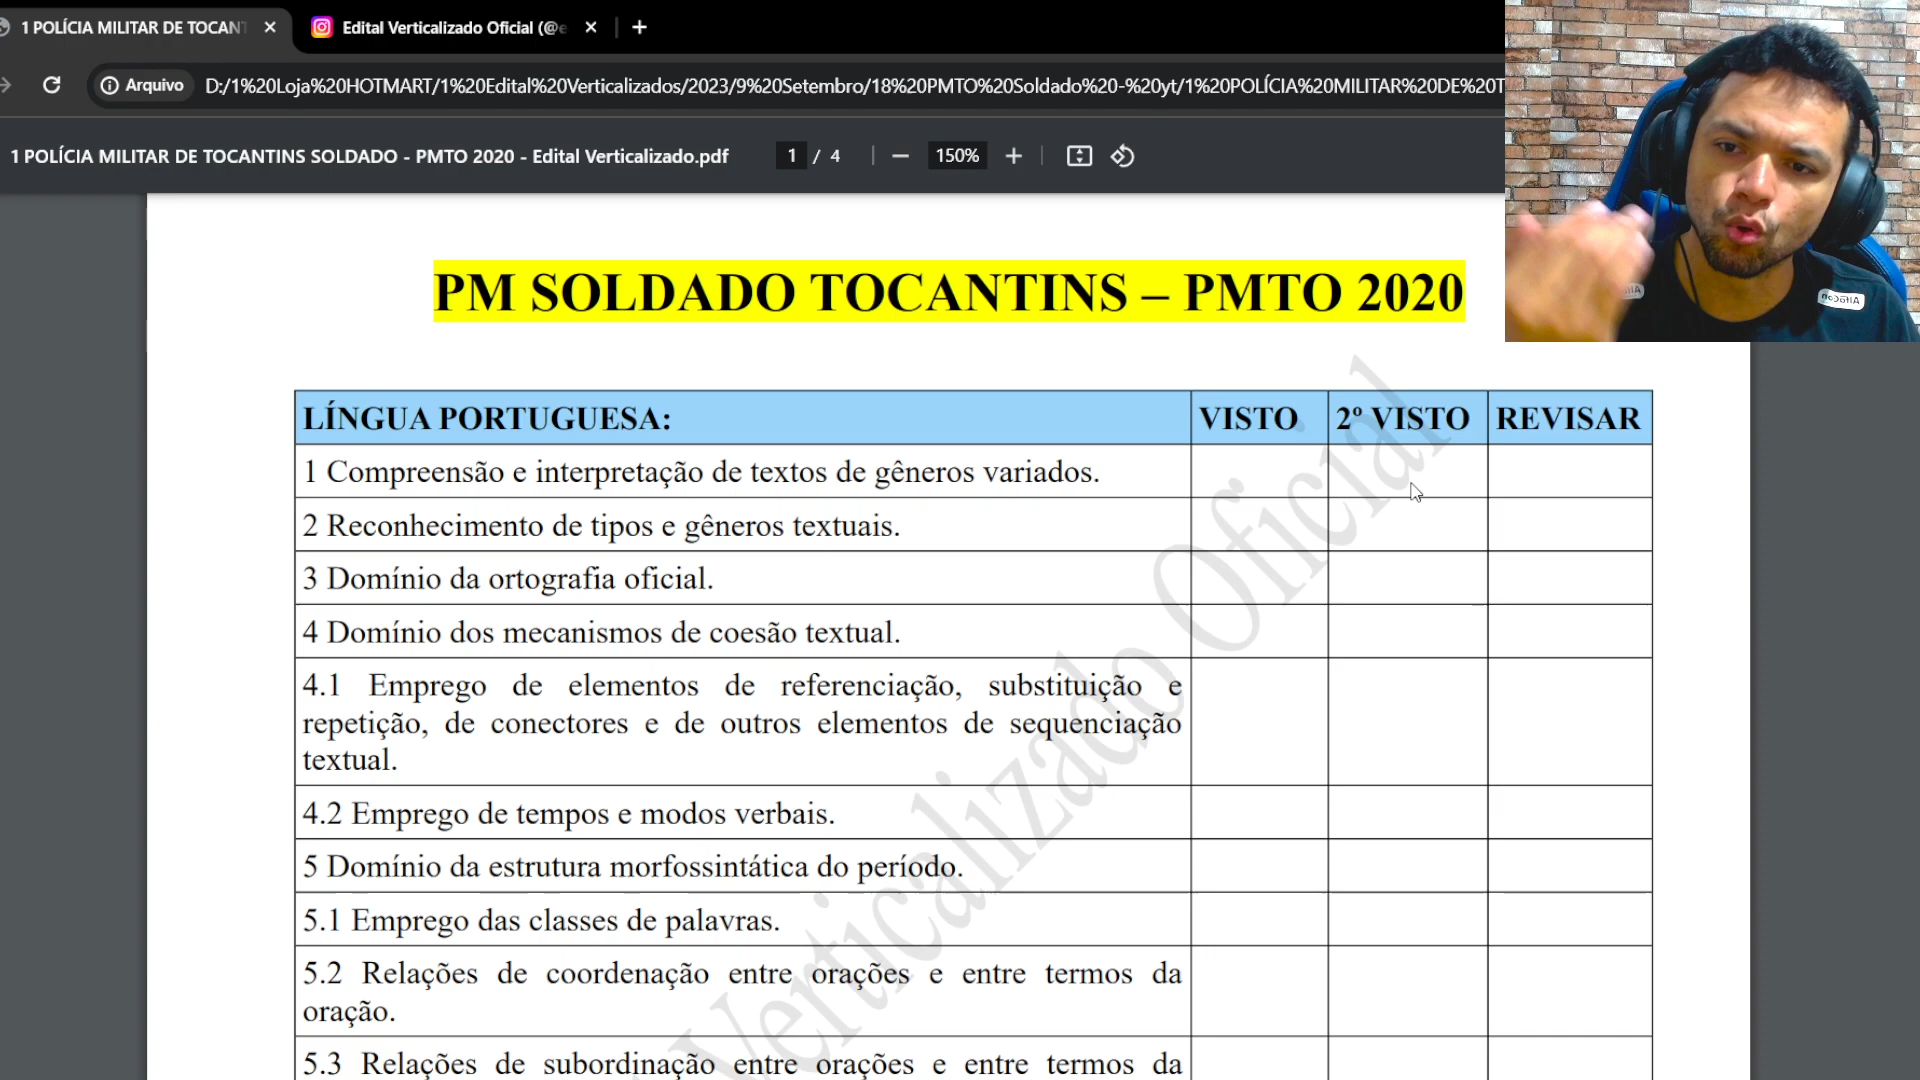 1 POLÍCIA MILITAR DE TOCANT
Edital Verticalizado Oficial (@e
Arquivo
D:/1%20Loja%20HOTMART/1%20Edital%20Verticalizados/2023/9%20Setembro/18%20PMTO%20Soldado%20-%20yt/1%20POLÍCIA%20MILITAR%20DE%20T
1 POLÍCIA MILITAR DE TOCANTINS SOLDADO - PMTO 2020 - Edital Verticalizado.pdf
1 / 4
150%
PM SOLDADO TOCANTINS – PMTO 2020
LÍNGUA PORTUGUESA: VISTO 2º VISTO REVISAR
1 Compreensão e interpretação de textos de gêneros variados.
2 Reconhecimento de tipos e gêneros textuais.
3 Domínio da ortografia oficial.
4 Domínio dos mecanismos de coesão textual.
4.1 Emprego de elementos de referenciação, substituição e
repetição, de conectores e de outros elementos de sequenciação
textual.
4.2 Emprego de tempos e modos verbais.
5 Domínio da estrutura morfossintática do período.
5.1 Emprego das classes de palavras.
5.2 Relações de coordenação entre orações e entre termos da
oração.
5.3 Relações de subordinação entre orações e entre termos da
Verticalizado Oficial